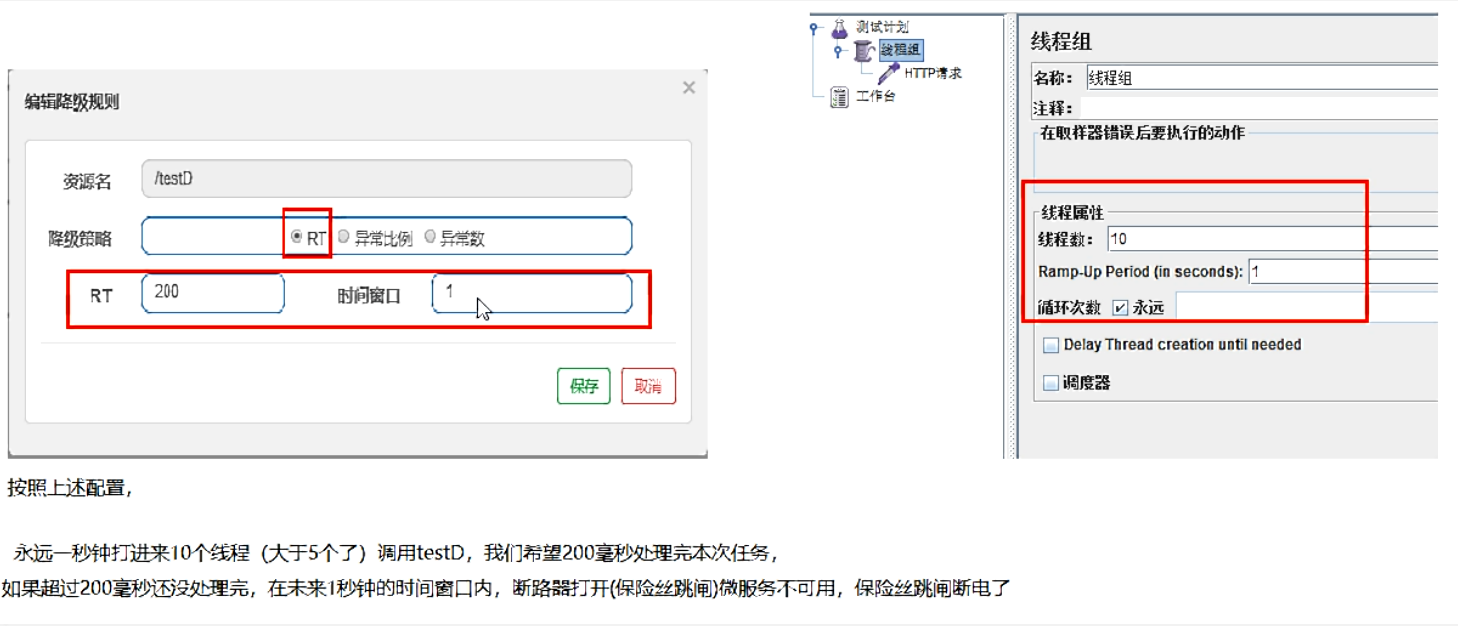 编辑降级规则
×
资源名
/testD
降级策略
RT 异常比例 异常数
RT 200 时间窗口 1
保存 取消
测试计划
线程组
HTTP请求
工作台
线程组
名称： 线程组
注释：
在取样器错误后要执行的动作
线程属性
线程数： 10
Ramp-Up Period (in seconds): 1
循环次数 永远
Delay Thread creation until needed
调度器
按照上述配置，
永远一秒钟打进来10个线程（大于5个了）调用testD，我们希望200毫秒处理完本次任务，
如果超过200毫秒还没处理完，在未来1秒钟的时间窗口内，断路器打开(保险丝跳闸)微服务不可用，保险丝跳闸断电了